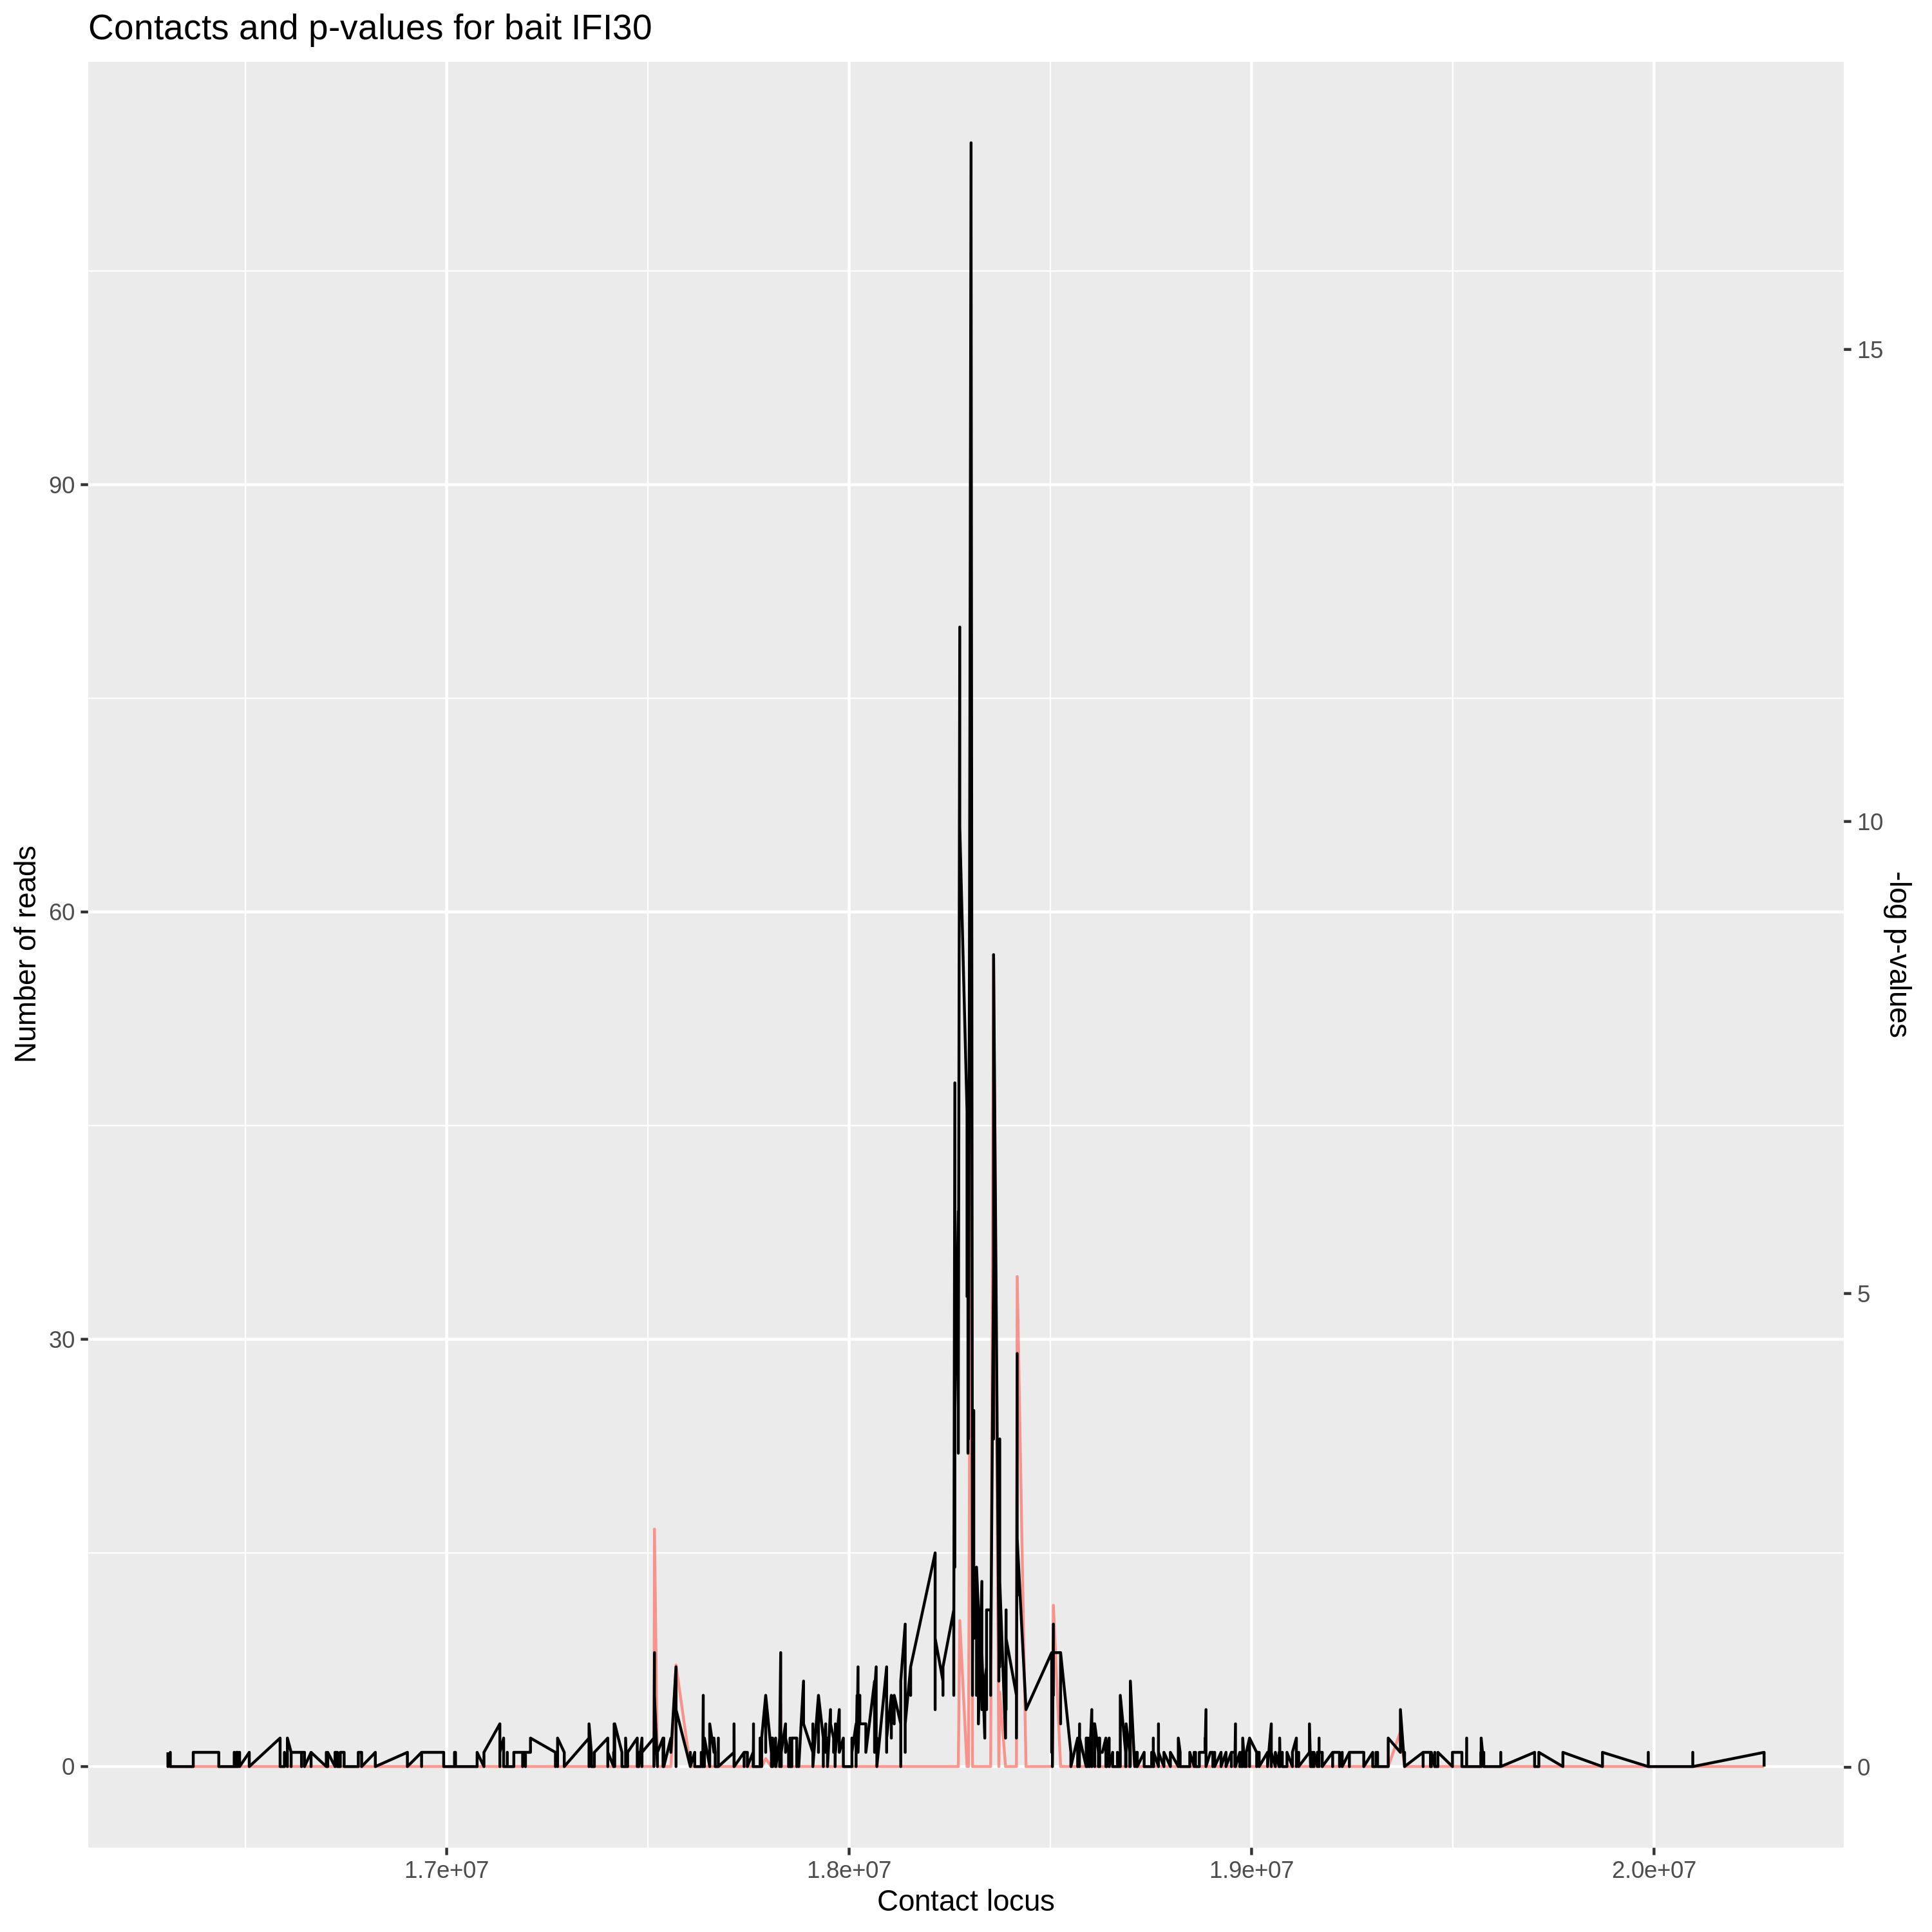 Contacts and p-values for bait IFI30
Number of reads
90
60
30
0
15
10
5
0
-log p-values
1.7e+07
1.8e+07
1.9e+07
2.0e+07
Contact locus